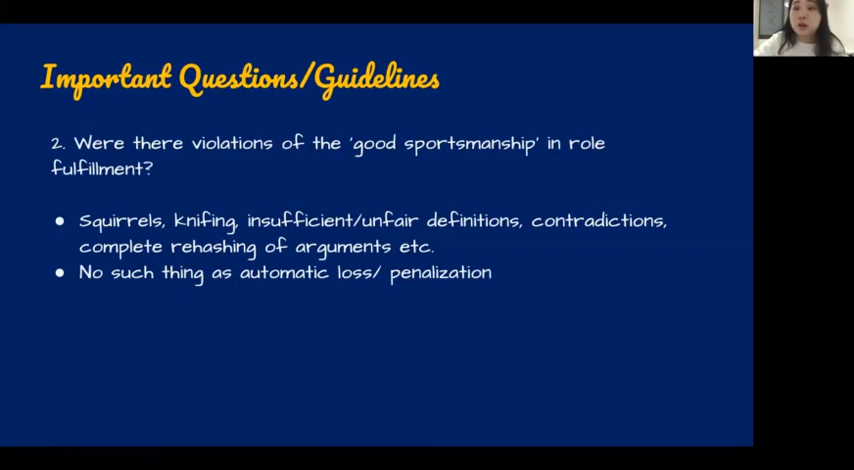 Important Questions/Guidelines
2. Were there violations of the 'good sportsmanship' in role
fulfillment?
● Squirrels, knifing, insufficient/unfair definitions, contradictions,
complete rehashing of arguments etc.
● No such thing as automatic loss/ penalization